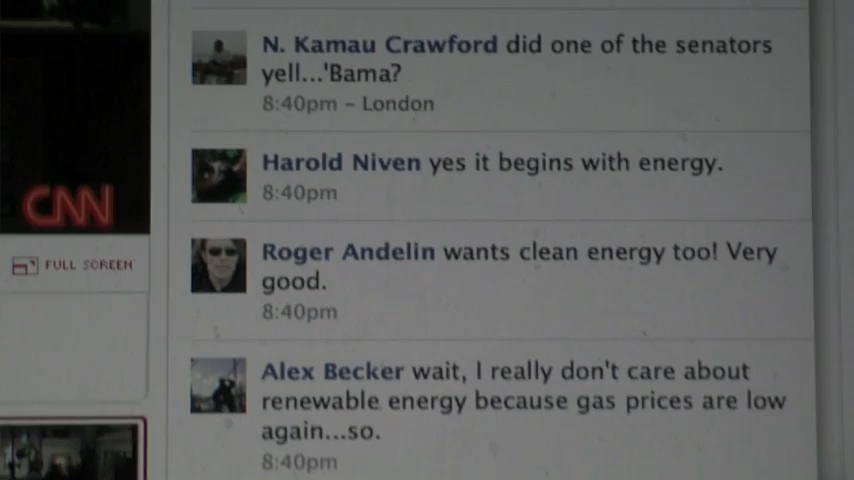 N. Kamau Crawford did one of the senators
yell...'Bama?
8:40pm – London
Harold Niven yes it begins with energy.
8:40pm
CNN
FULL SCREEN
Roger Andelin wants clean energy too! Very
good.
8:40pm
Alex Becker wait, I really don't care about
renewable energy because gas prices are low
again...so.
8:40pm